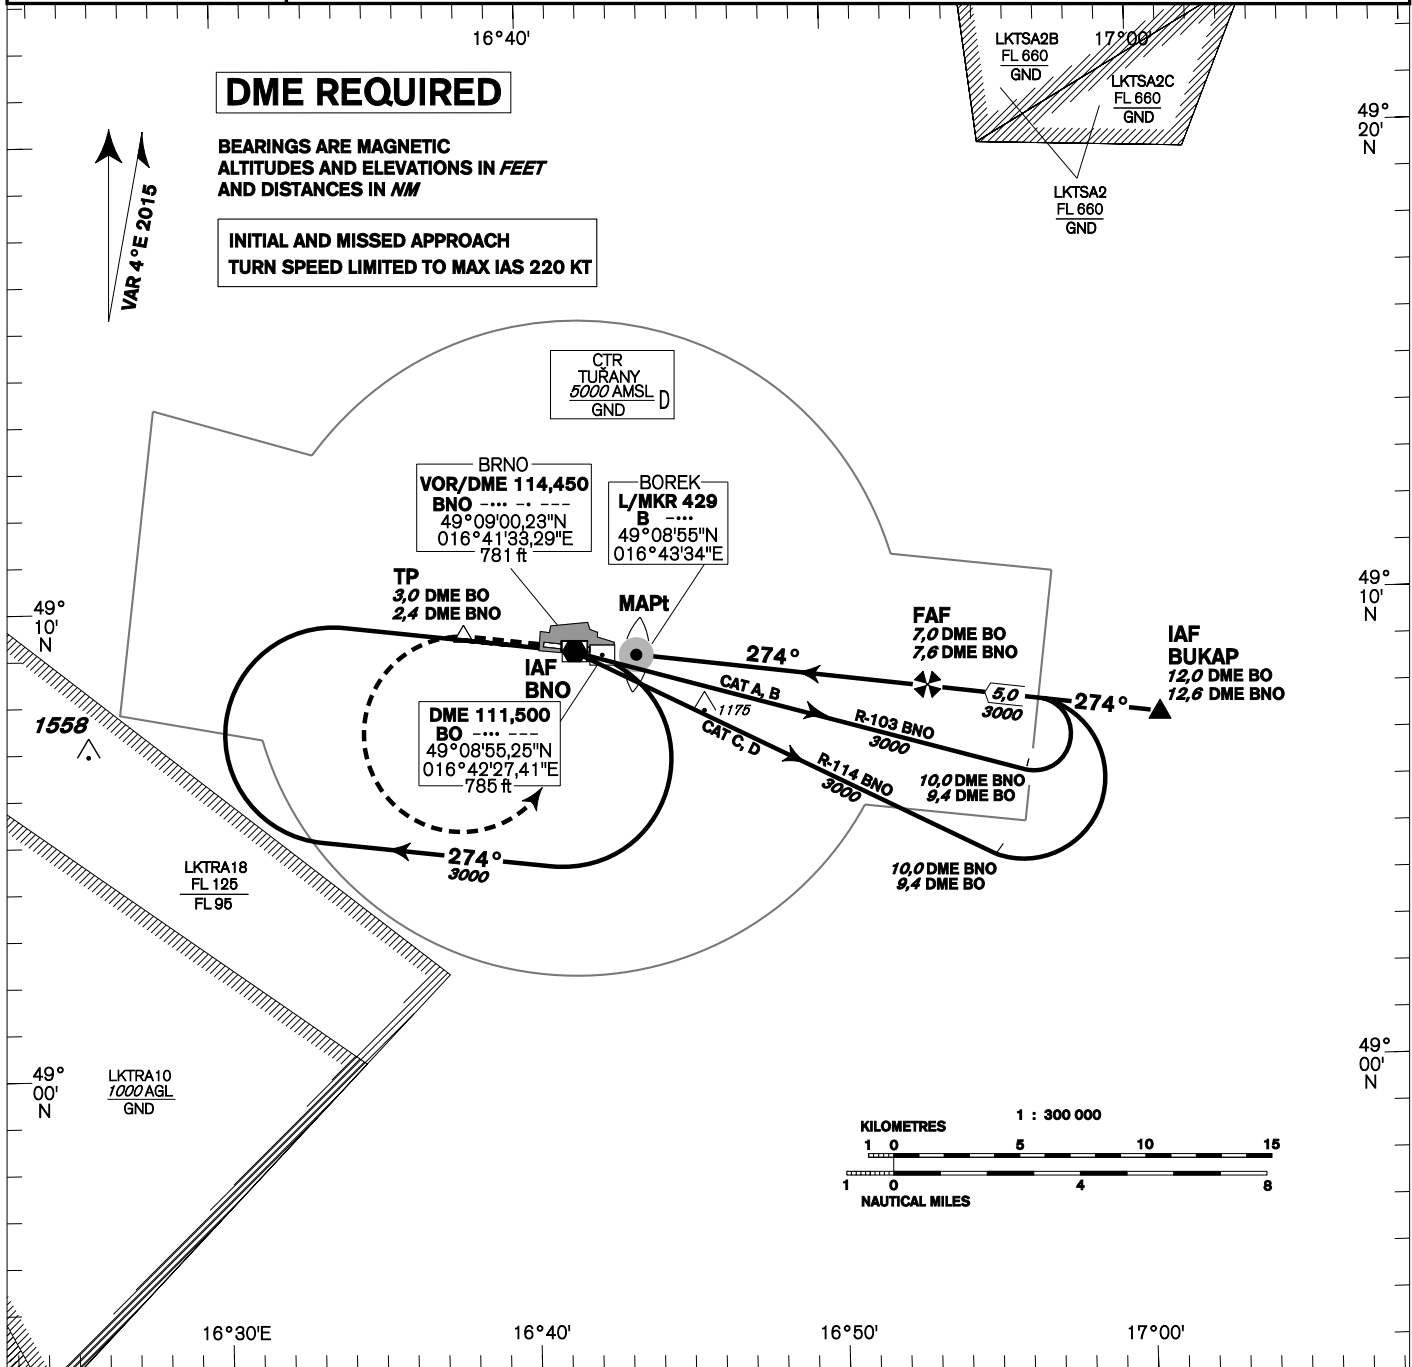 16°40'
17°00'
LKTSA2B
FL 660
GND
LKTSA2C
FL 660
GND
LKTSA2
FL 660
GND
49°
20'
N
DME REQUIRED
BEARINGS ARE MAGNETIC
ALTITUDES AND ELEVATIONS IN FEET
AND DISTANCES IN NM
VAR 4°E 2015
INITIAL AND MISSED APPROACH
TURN SPEED LIMITED TO MAX IAS 220 KT
CTR
TUŘANY
5000 AMSL
GND
D
BRNO
VOR/DME 114,450
BNO -••• -• ---
49°09'00,23"N
016°41'33,29"E
781 ft
BOREK
L/MKR 429
B -•••
49°08'55"N
016°43'34"E
TP
3,0 DME BO
2,4 DME BNO
MAPt
FAF
7,0 DME BO
7,6 DME BNO
IAF
BUKAP
12,0 DME BO
12,6 DME BNO
49°
10'
N
49°
10'
N
274°
IAF
BNO
5,0
3000
274°
CAT A, B
R-103 BNO
3000
1175
CAT C, D
R-114 BNO
3000
10,0 DME BNO
9,4 DME BO
10,0 DME BNO
9,4 DME BO
DME 111,500
BO -••• ---
49°08'55,25"N
016°42'27,41"E
785 ft
1558
274°
3000
LKTRA18
FL 125
FL 95
LKTRA10
1000 AGL
GND
49°
00'
N
49°
00'
N
1 : 300 000
KILOMETRES
1 0 5 10 15
1 0 4 8
NAUTICAL MILES
16°30'E
16°40'
16°50'
17°00'